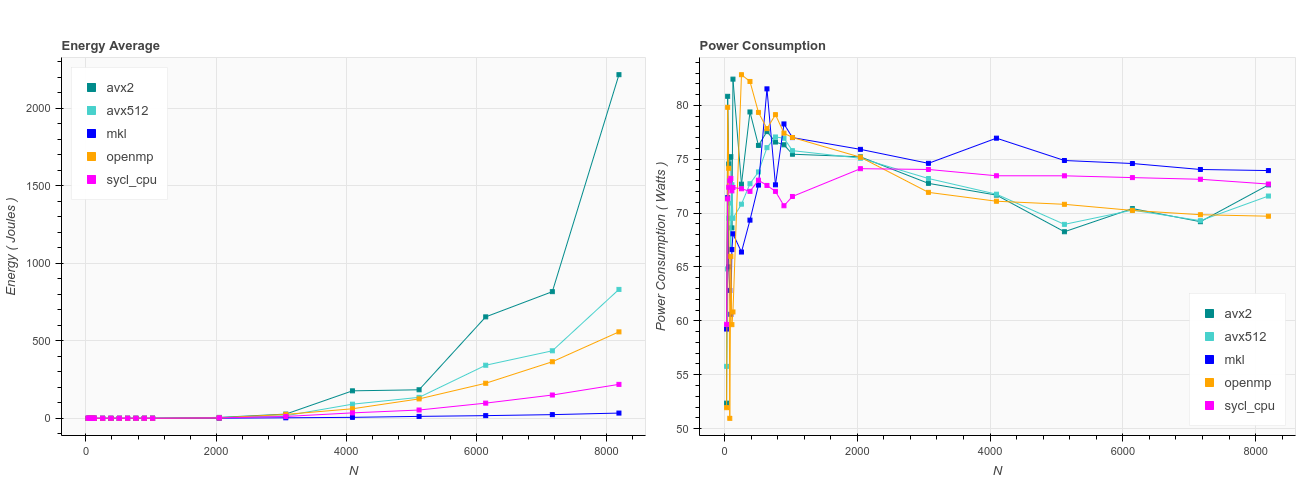 Energy Average
Energy ( Joules )
2000
1500
1000
500
0
avx2
avx512
mkl
openmp
sycl_cpu
0
2000
4000
6000
8000
N
Power Consumption
Power Consumption ( Watts )
80
75
70
65
60
55
50
avx2
avx512
mkl
openmp
sycl_cpu
0
2000
4000
6000
8000
N